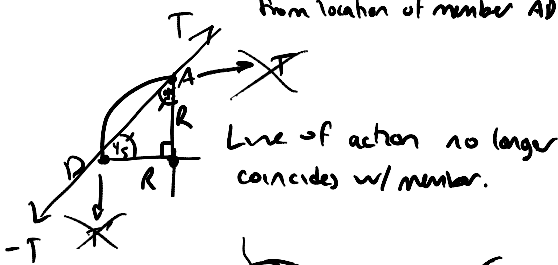 from location of member AD
T
A
T
R
45
D
R
Line of action no longer
coincides w/ member.
-T
T